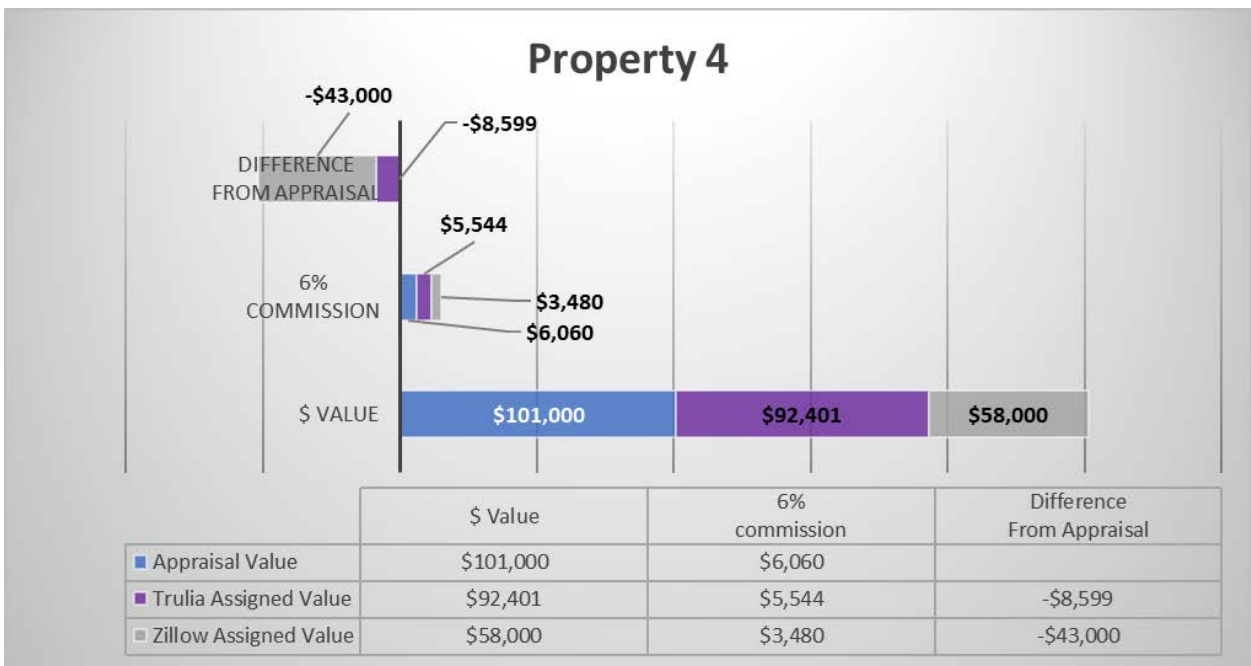 Property 4
-$43,000
-$8,599
DIFFERENCE
FROM APPRAISAL
$5,544
6%
COMMISSION
$3,480
$6,060
$ VALUE $101,000 $92,401 $58,000
$ Value 6% commission Difference From Appraisal
Appraisal Value $101,000 $6,060
Trulia Assigned Value $92,401 $5,544 -$8,599
Zillow Assigned Value $58,000 $3,480 -$43,000